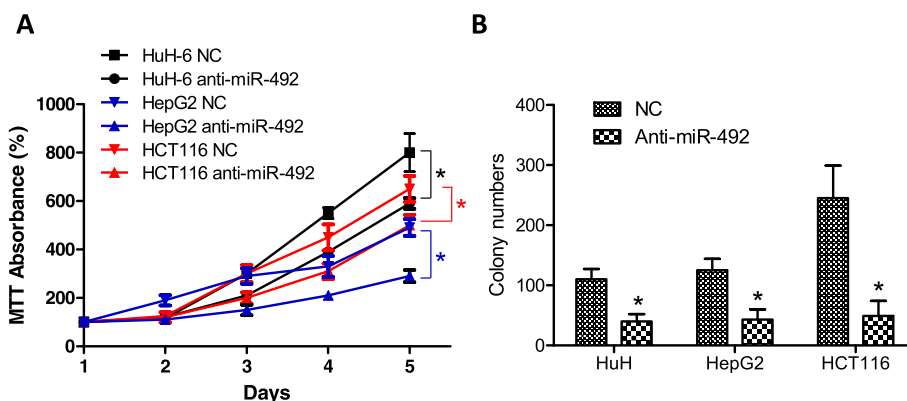 A
HuH-6 NC
HuH-6 anti-miR-492
HepG2 NC
HepG2 anti-miR-492
HCT116 NC
HCT116 anti-miR-492
MTT Absorbance (%)
1000
800
600
400
200
0
*
*
*
1 2 3 4 5
Days
B
NC
Anti-miR-492
Colony numbers
400
300
200
100
0
* * *
HuH HepG2 HCT116